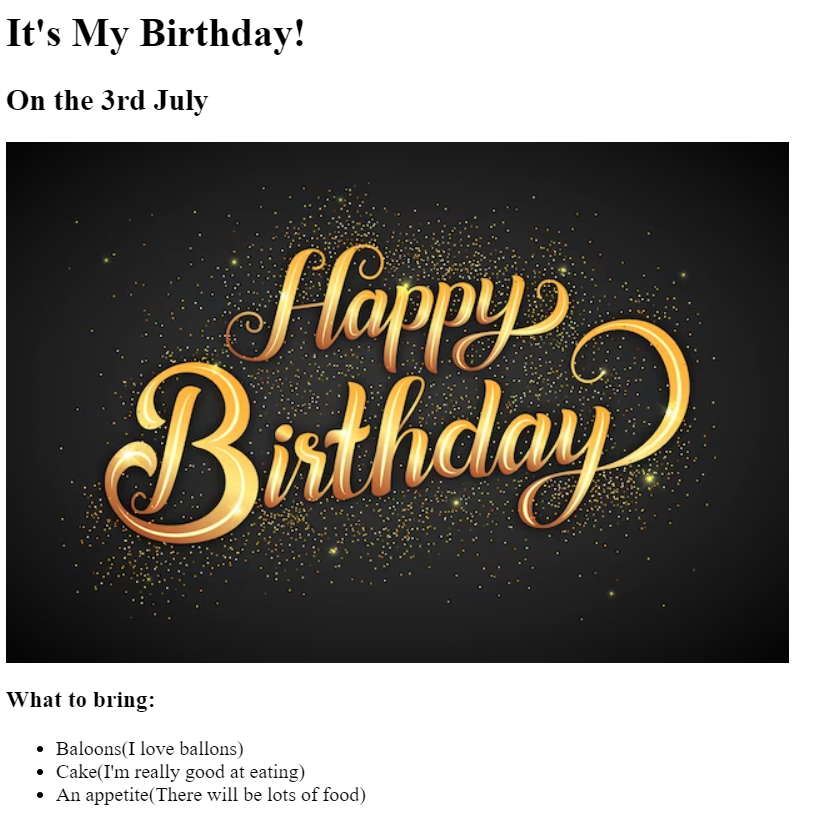 It's My Birthday!
On the 3rd July
Happy
Birthday
What to bring:
Baloons(I love ballons)
Cake(I'm really good at eating)
An appetite(There will be lots of food)